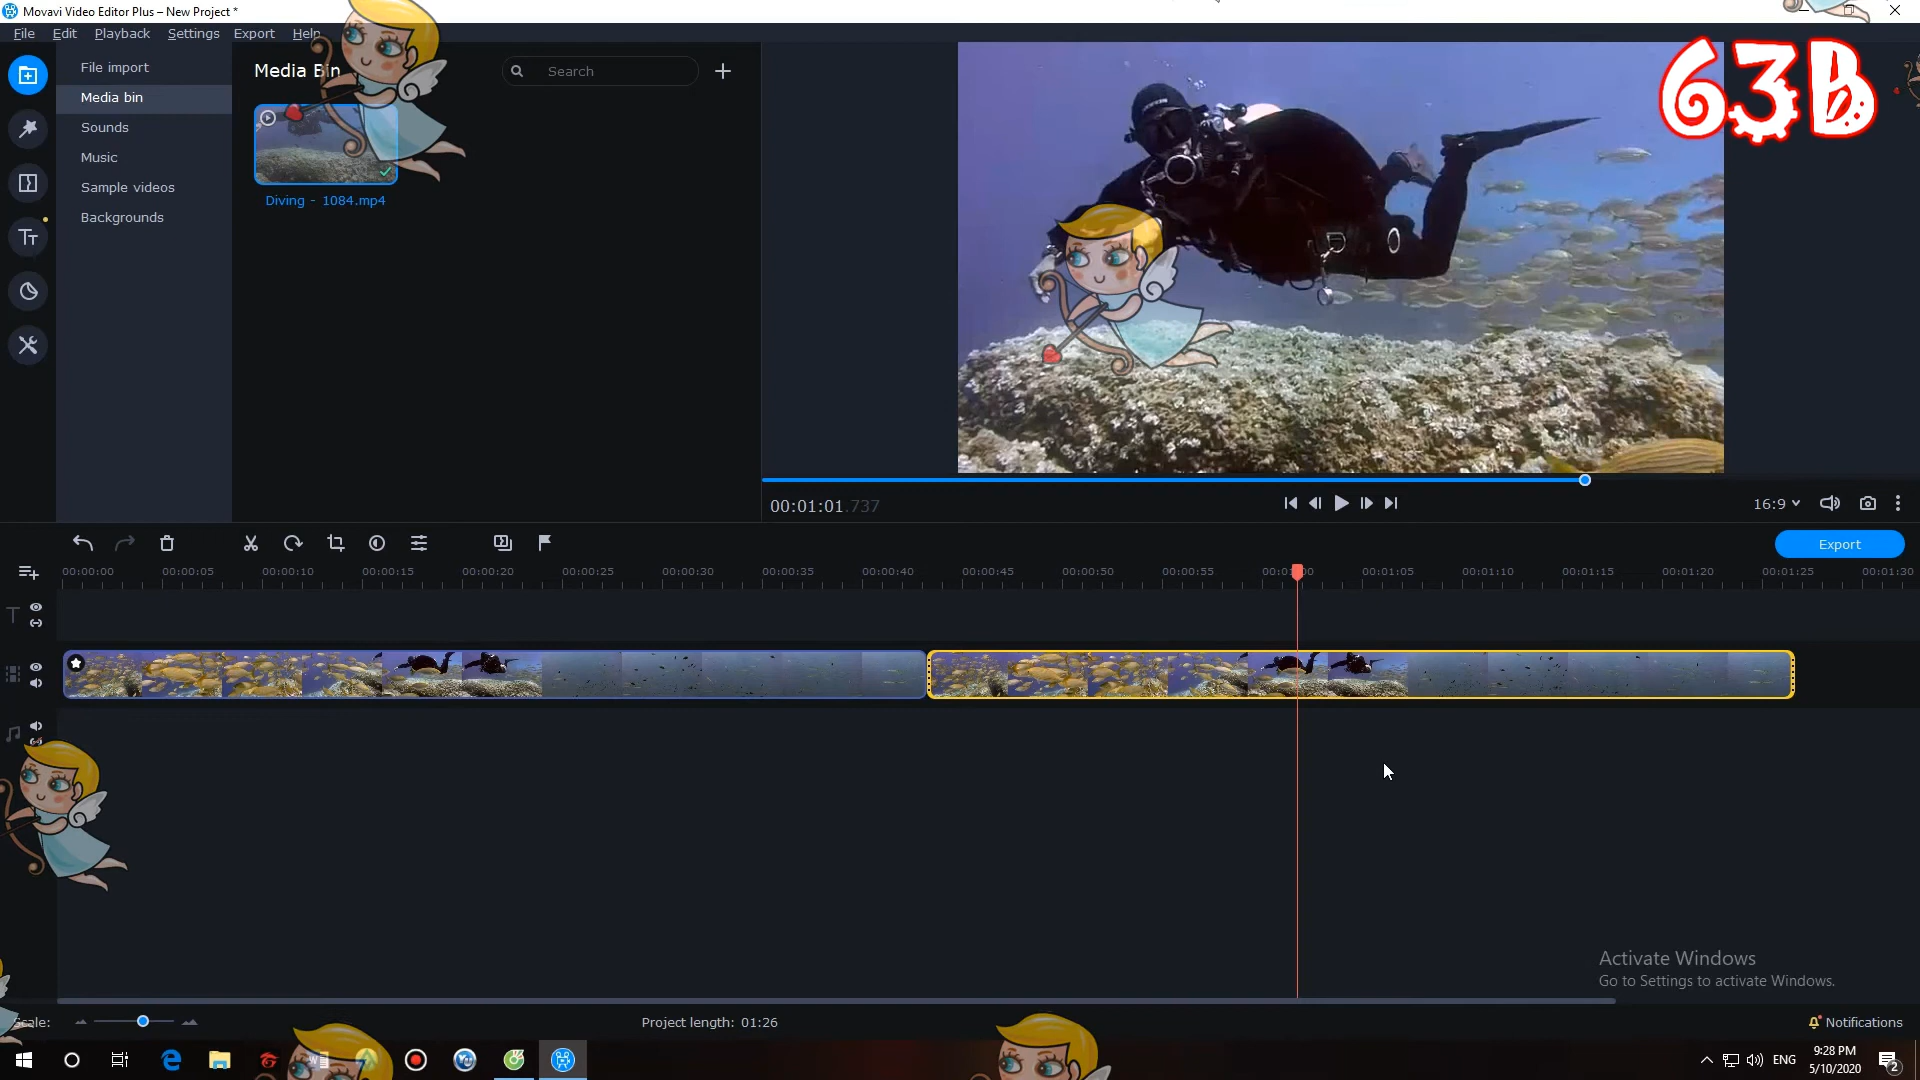 Movavi Video Editor Plus – New Project *
File Edit Playback Settings Export Help
63B
File import
Media bin
Sounds
Music
Sample videos
Backgrounds
Media Bin
Search
Diving - 1084.mp4
00:01:01.737
16:9
Export
00:00:00 00:00:05 00:00:10 00:00:15 00:00:20 00:00:25 00:00:30 00:00:35 00:00:40 00:00:45 00:00:50 00:00:55 00:01:05 00:01:10 00:01:15 00:01:20 00:01:25 00:01:30
Activate Windows
Go to Settings to activate Windows.
Scale:
Project length: 01:26
Notifications
ENG
9:28 PM
5/10/2020
2